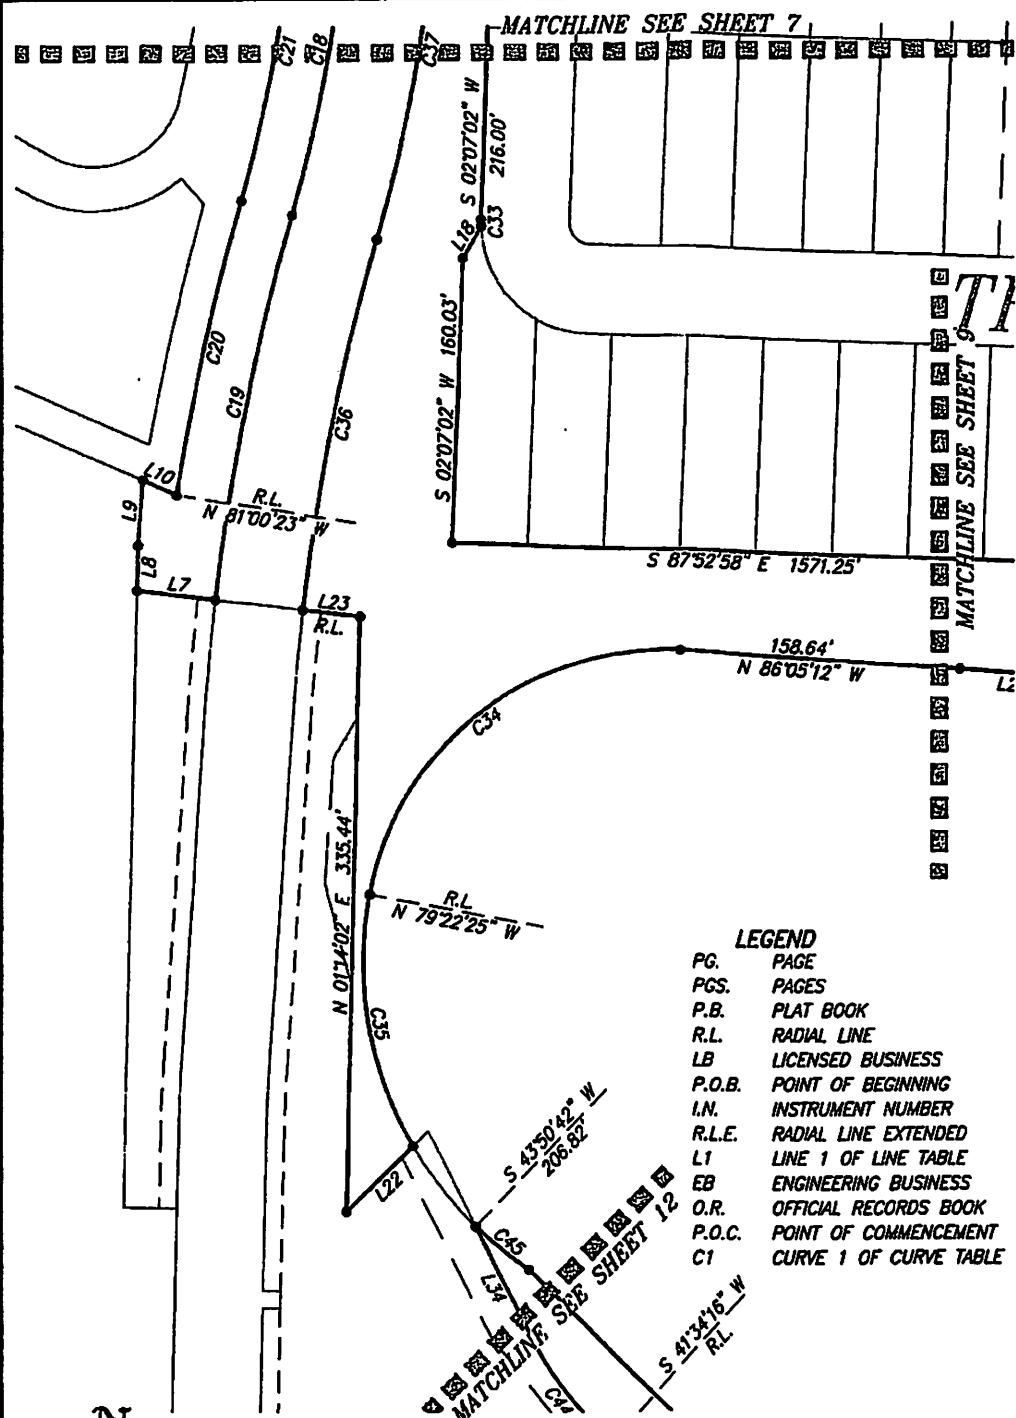 MATCHLINE SEE SHEET 7
C21
C18
C37
S 02°07'02" W
216.00'
C33
L18
S 02°07'02" W 160.03'
MATCHLINE SEE SHEET 9
C20
C19
C36
L10
L9
R.L.
N 81°00'23" W
L8
L7
L23
R.L.
S 87°52'58" E 1571.25'
158.64'
N 86°05'12" W
C34
N 01°14'02" E 335.44'
R.L.
N 79°22'25" W
C35
L22
S 43°50'42" W
206.82'
C45
L34
MATCHLINE SEE SHEET 12
S 41°34'16" W
R.L.
C44
LEGEND
PG. PAGE
PGS. PAGES
P.B. PLAT BOOK
R.L. RADIAL LINE
LB LICENSED BUSINESS
P.O.B. POINT OF BEGINNING
I.N. INSTRUMENT NUMBER
R.L.E. RADIAL LINE EXTENDED
L1 LINE 1 OF LINE TABLE
EB ENGINEERING BUSINESS
O.R. OFFICIAL RECORDS BOOK
P.O.C. POINT OF COMMENCEMENT
C1 CURVE 1 OF CURVE TABLE